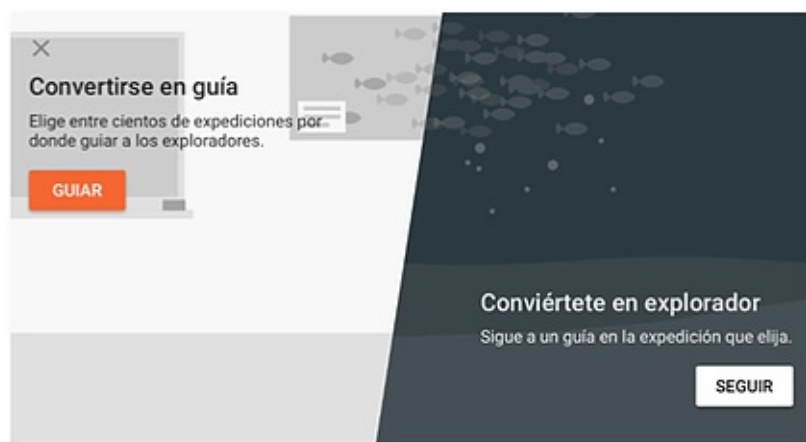 Convertirse en guía
Elige entre cientos de expediciones por
donde guiar a los exploradores.
GUIAR
Conviértete en explorador
Sigue a un guía en la expedición que elija.
SEGUIR